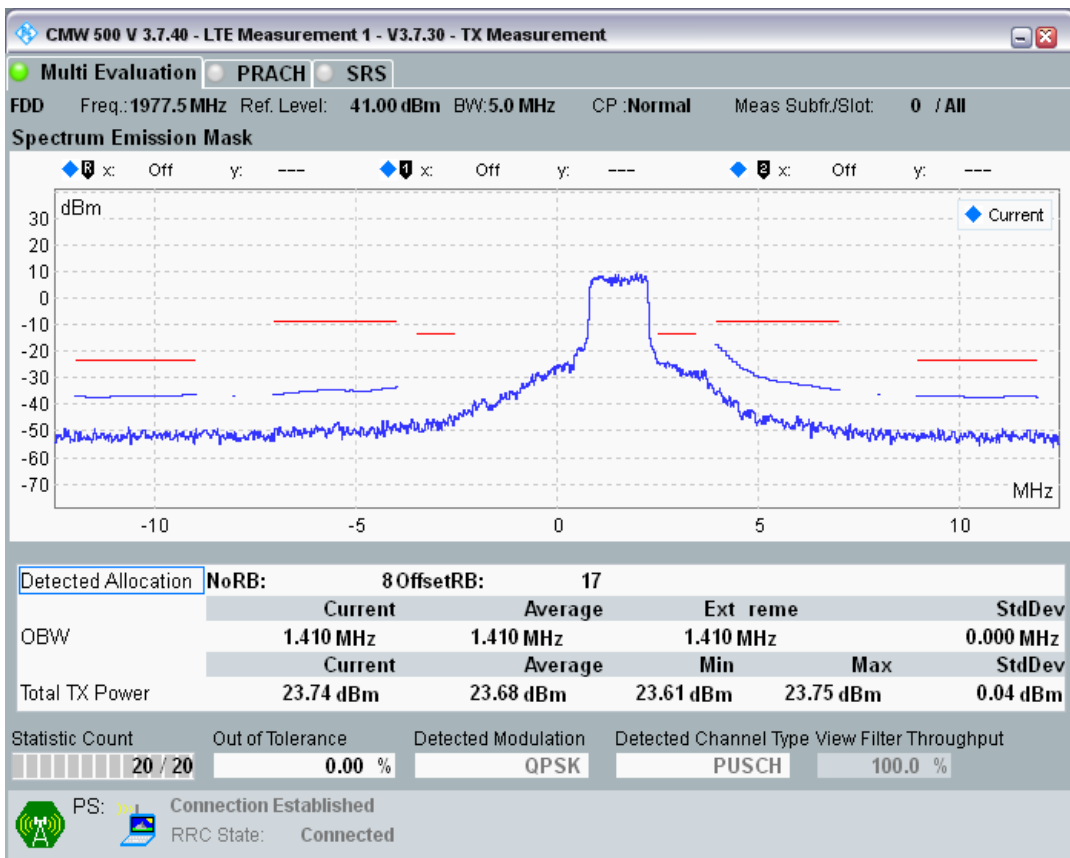 CMW 500 V 3.7.40 - LTE Measurement 1 - V3.7.30 - TX Measurement
Multi Evaluation PRACH SRS
FDD Freq.: 1977.5 MHz Ref. Level: 41.00 dBm BW: 5.0 MHz CP : Normal Meas Subfr./Slot: 0 / All
Spectrum Emission Mask
R x: Off y: --- 1 x: Off y: --- 2 x: Off y: ---
dBm
Current
30
20
10
0
-10
-20
-30
-40
-50
-60
-70
MHz
-10 -5 0 5 10
Detected Allocation NoRB: 8 OffsetRB: 17
Current Average Ext reme StdDev
OBW 1.410 MHz 1.410 MHz 1.410 MHz 0.000 MHz
Current Average Min Max StdDev
Total TX Power 23.74 dBm 23.68 dBm 23.61 dBm 23.75 dBm 0.04 dBm
Statistic Count Out of Tolerance Detected Modulation Detected Channel Type View Filter Throughput
20 / 20 0.00 % QPSK PUSCH 100.0 %
PS: Connection Established
RRC State: Connected